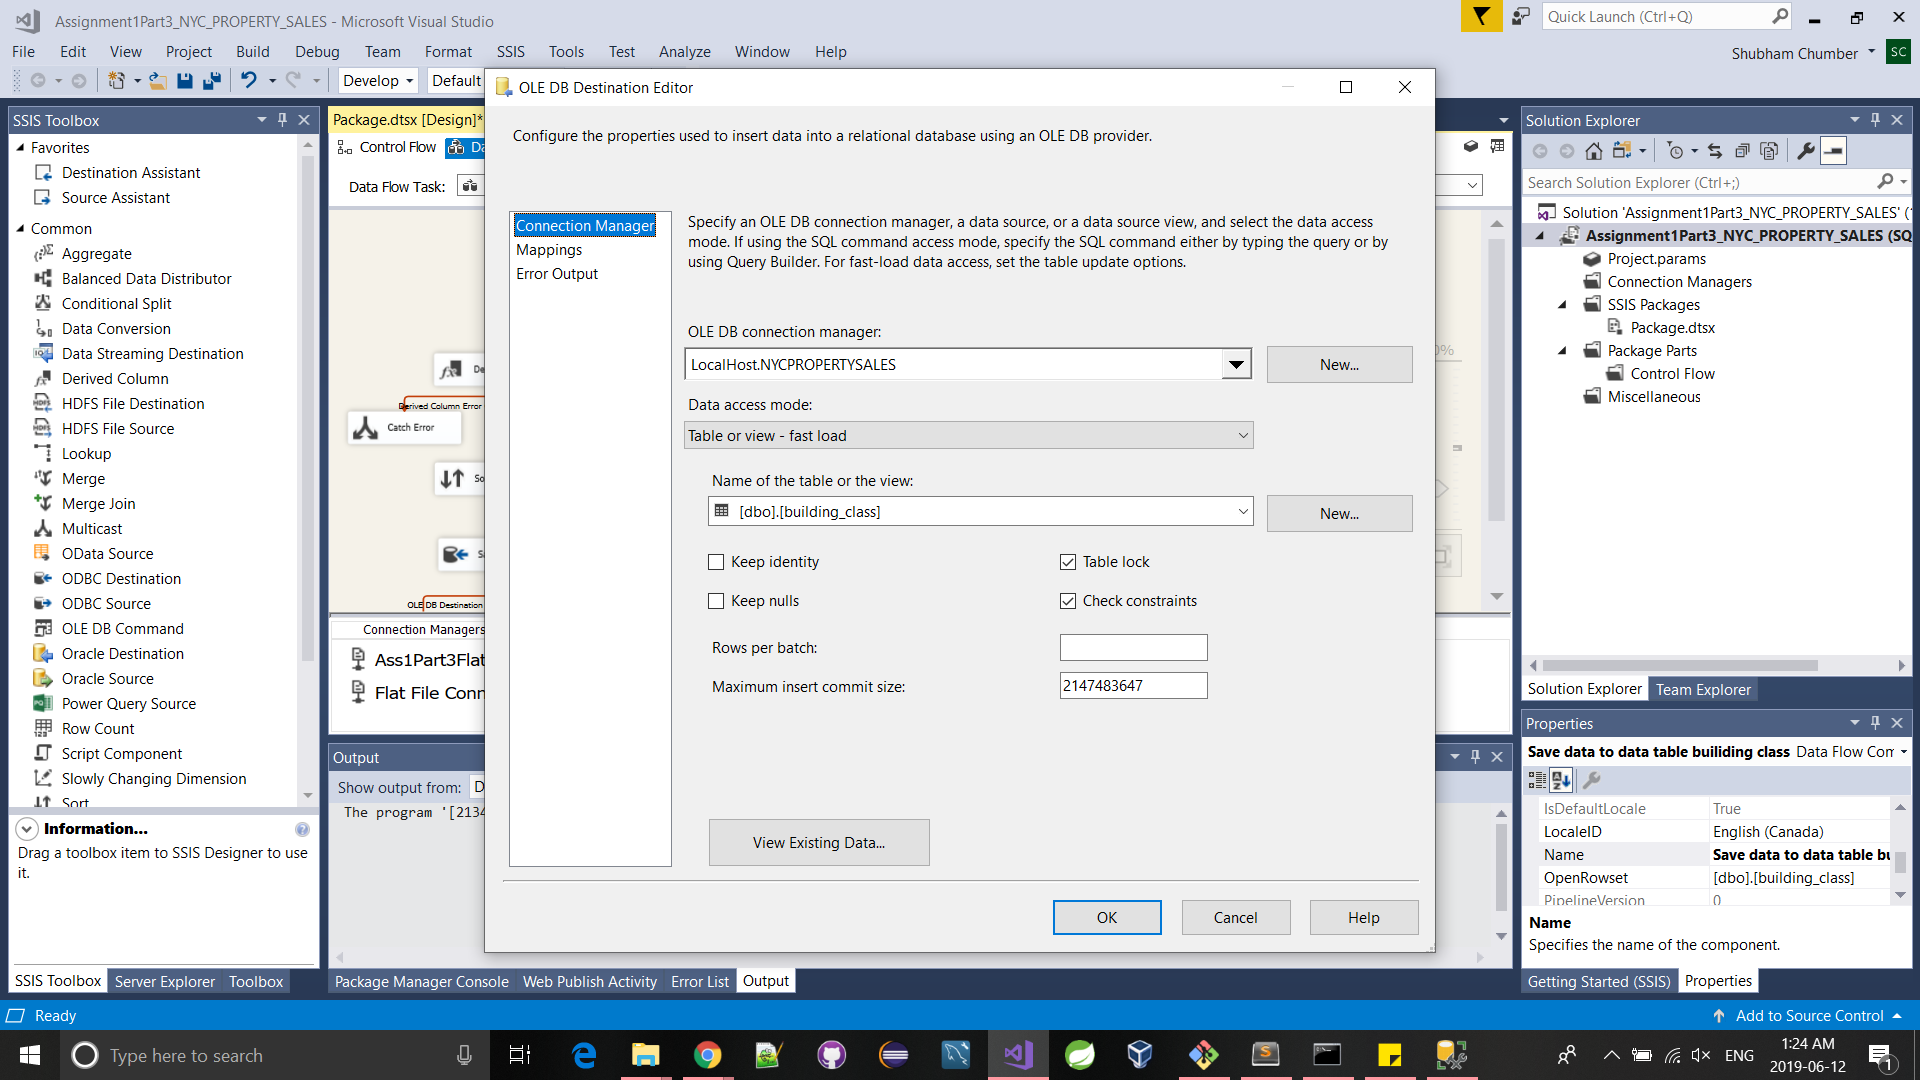 Assignment1Part3_NYC_PROPERTY_SALES - Microsoft Visual Studio
Quick Launch (Ctrl+Q)
File Edit View Project Build Debug Team Format SSIS Tools Test Analyze Window Help
Shubham Chumber SC
Develop Default
SSIS Toolbox
Favorites
Destination Assistant
Source Assistant
Common
Aggregate
Balanced Data Distributor
Conditional Split
Data Conversion
Data Streaming Destination
Derived Column
HDFS File Destination
HDFS File Source
Lookup
Merge
Merge Join
Multicast
OData Source
ODBC Destination
ODBC Source
OLE DB Command
Oracle Destination
Oracle Source
Power Query Source
Row Count
Script Component
Slowly Changing Dimension
Sort
Information...
Drag a toolbox item to SSIS Designer to use
it.
SSIS Toolbox Server Explorer Toolbox
Package.dtsx [Design]*
Control Flow Da
Data Flow Task:
De
Derived Column Error
Catch Error
So
Sa
OLE DB Destination
Connection Managers
Ass1Part3Flat
Flat File Conn
Output
Show output from: D
The program '[2134
Package Manager Console Web Publish Activity Error List Output
OLE DB Destination Editor
Configure the properties used to insert data into a relational database using an OLE DB provider.
Connection Manager
Mappings
Error Output
Specify an OLE DB connection manager, a data source, or a data source view, and select the data access
mode. If using the SQL command access mode, specify the SQL command either by typing the query or by
using Query Builder. For fast-load data access, set the table update options.
OLE DB connection manager:
LocalHost.NYCPROPERTYSALES New...
Data access mode:
Table or view - fast load
Name of the table or the view:
[dbo].[building_class] New...
Keep identity Table lock
Keep nulls Check constraints
Rows per batch:
Maximum insert commit size: 2147483647
View Existing Data...
OK Cancel Help
0%
Solution Explorer
Search Solution Explorer (Ctrl+;)
Solution 'Assignment1Part3_NYC_PROPERTY_SALES' (1
Assignment1Part3_NYC_PROPERTY_SALES (SQ
Project.params
Connection Managers
SSIS Packages
Package.dtsx
Package Parts
Control Flow
Miscellaneous
Solution Explorer Team Explorer
Properties
Save data to data table builiding class Data Flow Com
IsDefaultLocale True
LocaleID English (Canada)
Name Save data to data table bu
OpenRowset [dbo].[building_class]
PipelineVersion 0
Name
Specifies the name of the component.
Getting Started (SSIS) Properties
Ready
Add to Source Control
Type here to search
ENG
1:24 AM
2019-06-12
1